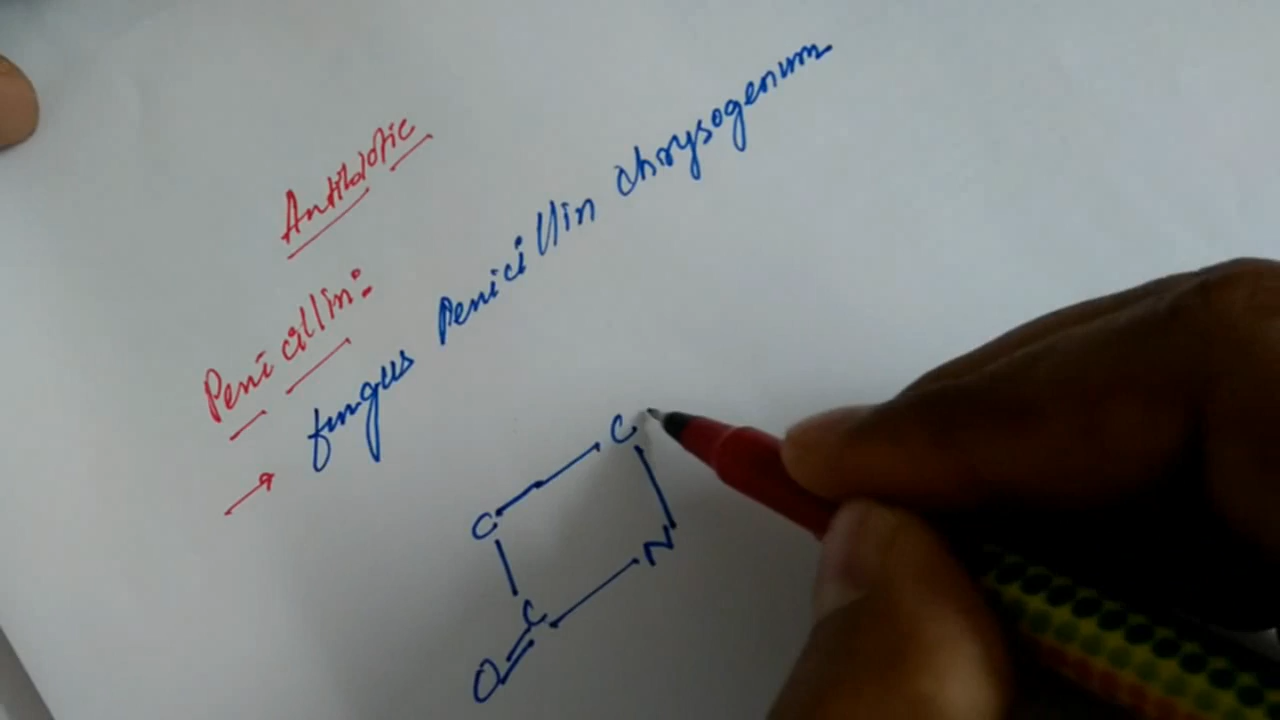 Antibiotic
Penicillin:
→ fungus Penicillin chrysogenum
C C
C N
O